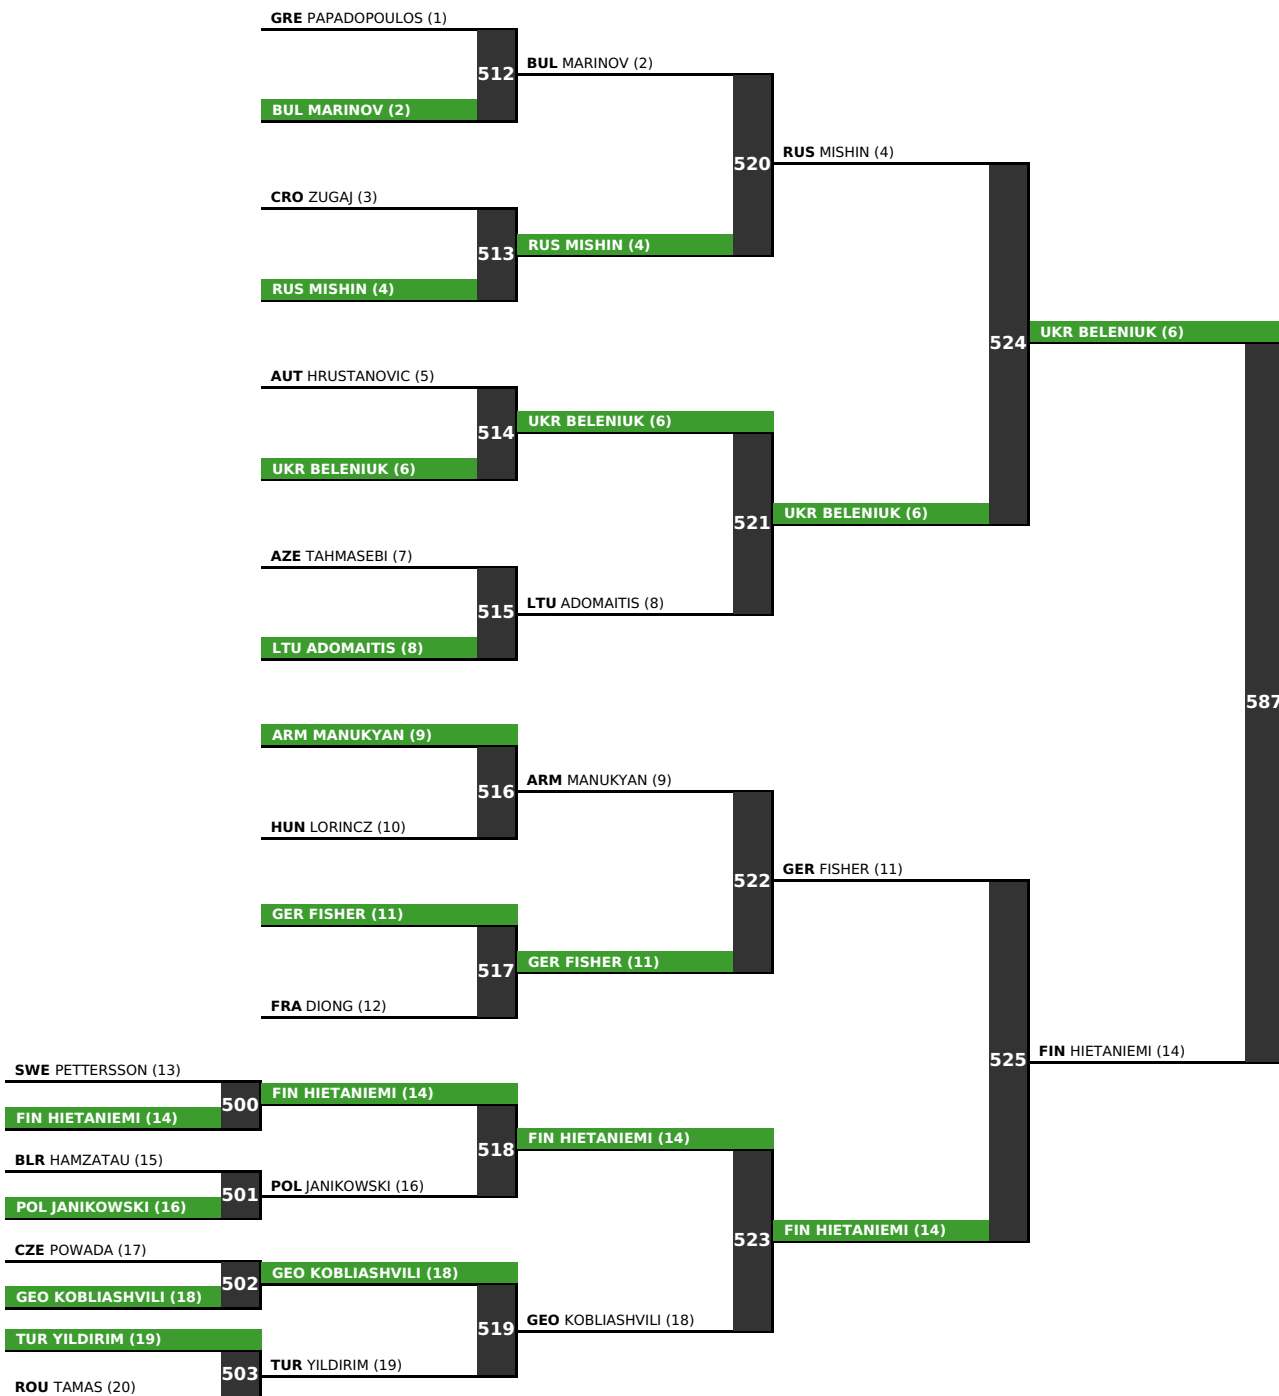 GRE PAPADOPOULOS (1)
512
BUL MARINOV (2)
BUL MARINOV (2)
520
RUS MISHIN (4)
CRO ZUGAJ (3)
513
RUS MISHIN (4)
RUS MISHIN (4)
524
UKR BELENIUK (6)
AUT HRUSTANOVIC (5)
514
UKR BELENIUK (6)
UKR BELENIUK (6)
521
UKR BELENIUK (6)
AZE TAHMASEBI (7)
515
LTU ADOMAITIS (8)
LTU ADOMAITIS (8)
587
ARM MANUKYAN (9)
516
ARM MANUKYAN (9)
HUN LORINCZ (10)
522
GER FISHER (11)
GER FISHER (11)
517
GER FISHER (11)
FRA DIONG (12)
525
FIN HIETANIEMI (14)
SWE PETTERSSON (13)
500
FIN HIETANIEMI (14)
FIN HIETANIEMI (14)
518
FIN HIETANIEMI (14)
BLR HAMZATAU (15)
501
POL JANIKOWSKI (16)
POL JANIKOWSKI (16)
523
FIN HIETANIEMI (14)
CZE POWADA (17)
502
GEO KOBLIASHVILI (18)
GEO KOBLIASHVILI (18)
519
GEO KOBLIASHVILI (18)
TUR YILDIRIM (19)
503
TUR YILDIRIM (19)
ROU TAMAS (20)